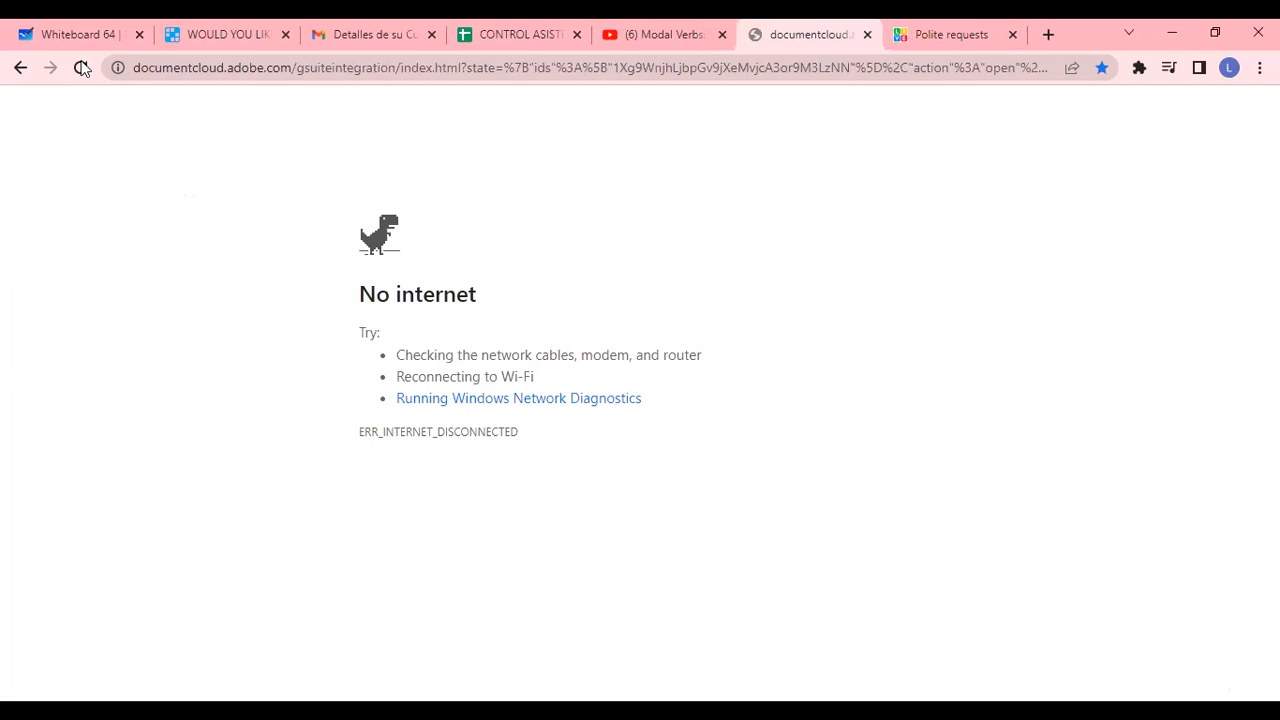 Whiteboard 64 |
WOULD YOU LIK
Detalles de su Cu
CONTROL ASIST
(6) Modal Verbs:
documentcloud.a
Polite requests
documentcloud.adobe.com/gsuiteintegration/index.html?state=%7B"ids"%3A%5B"1Xg9WnjhLjbpGv9jXeMvjcA3or9M3LzNN"%5D%2C"action"%3A"open"%2...
L
No internet
Try:
• Checking the network cables, modem, and router
• Reconnecting to Wi-Fi
• Running Windows Network Diagnostics
ERR_INTERNET_DISCONNECTED